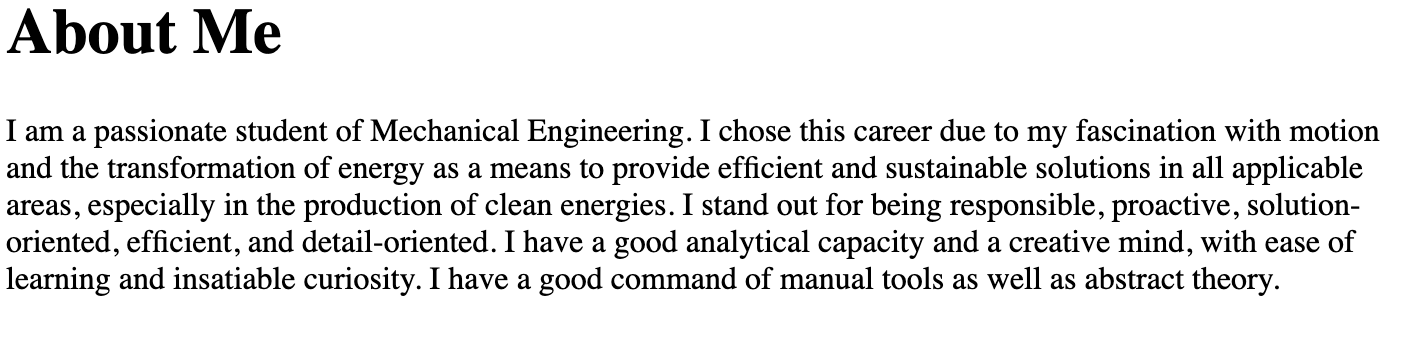 About Me
I am a passionate student of Mechanical Engineering. I chose this career due to my fascination with motion
and the transformation of energy as a means to provide efficient and sustainable solutions in all applicable
areas, especially in the production of clean energies. I stand out for being responsible, proactive, solution-
oriented, efficient, and detail-oriented. I have a good analytical capacity and a creative mind, with ease of
learning and insatiable curiosity. I have a good command of manual tools as well as abstract theory.